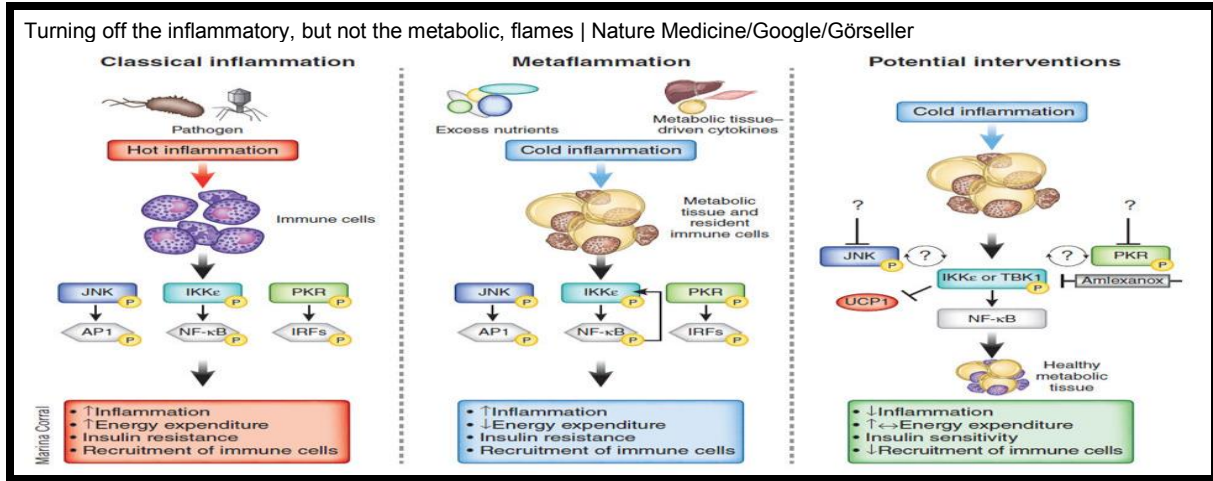 Turning off the inflammatory, but not the metabolic, flames | Nature Medicine/Google/Görseller
Classical inflammation
Pathogen
Hot inflammation
Immune cells
JNK
P
IKKε
P
PKR
P
AP1
P
NF-κB
P
IRFs
P
• ↑Inflammation
• ↑Energy expenditure
• Insulin resistance
• Recruitment of immune cells
Marina Corral
Metaflammation
Excess nutrients
Metabolic tissue–
driven cytokines
Cold inflammation
Metabolic
tissue and
resident
immune cells
JNK
P
IKKε
P
PKR
P
AP1
P
NF-κB
P
IRFs
P
• ↑Inflammation
• ↓Energy expenditure
• Insulin resistance
• Recruitment of immune cells
Potential interventions
Cold inflammation
?
?
JNK
P
?
?
PKR
P
IKKε or TBK1
P
Amlexanox
UCP1
NF-κB
Healthy
metabolic
tissue
• ↓Inflammation
• ↑↔Energy expenditure
• Insulin sensitivity
• ↓Recruitment of immune cells